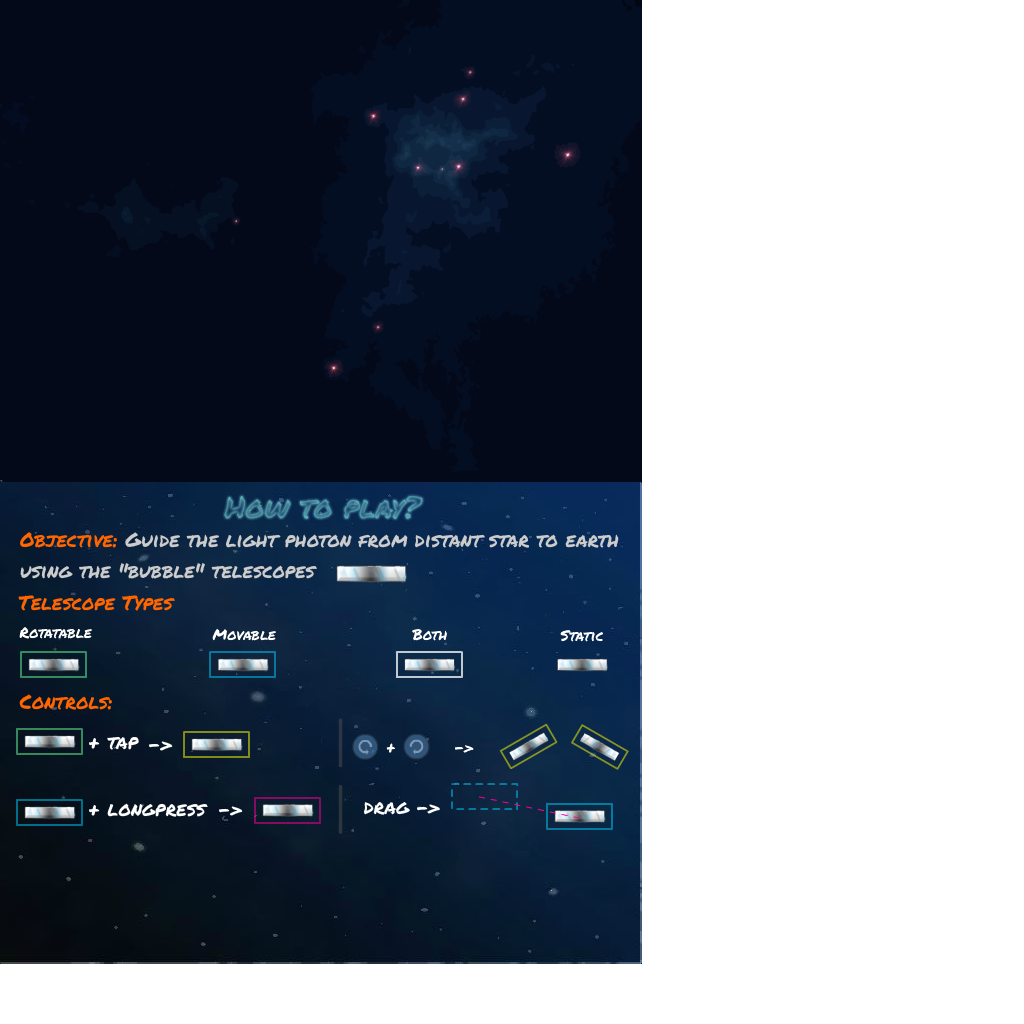 How to play?
Objective: Guide the light photon from distant star to earth
using the "bubble" telescopes
Telescope Types
Rotatable Movable Both Static
Controls:
+ tap -> + ->
+ longpress -> drag ->